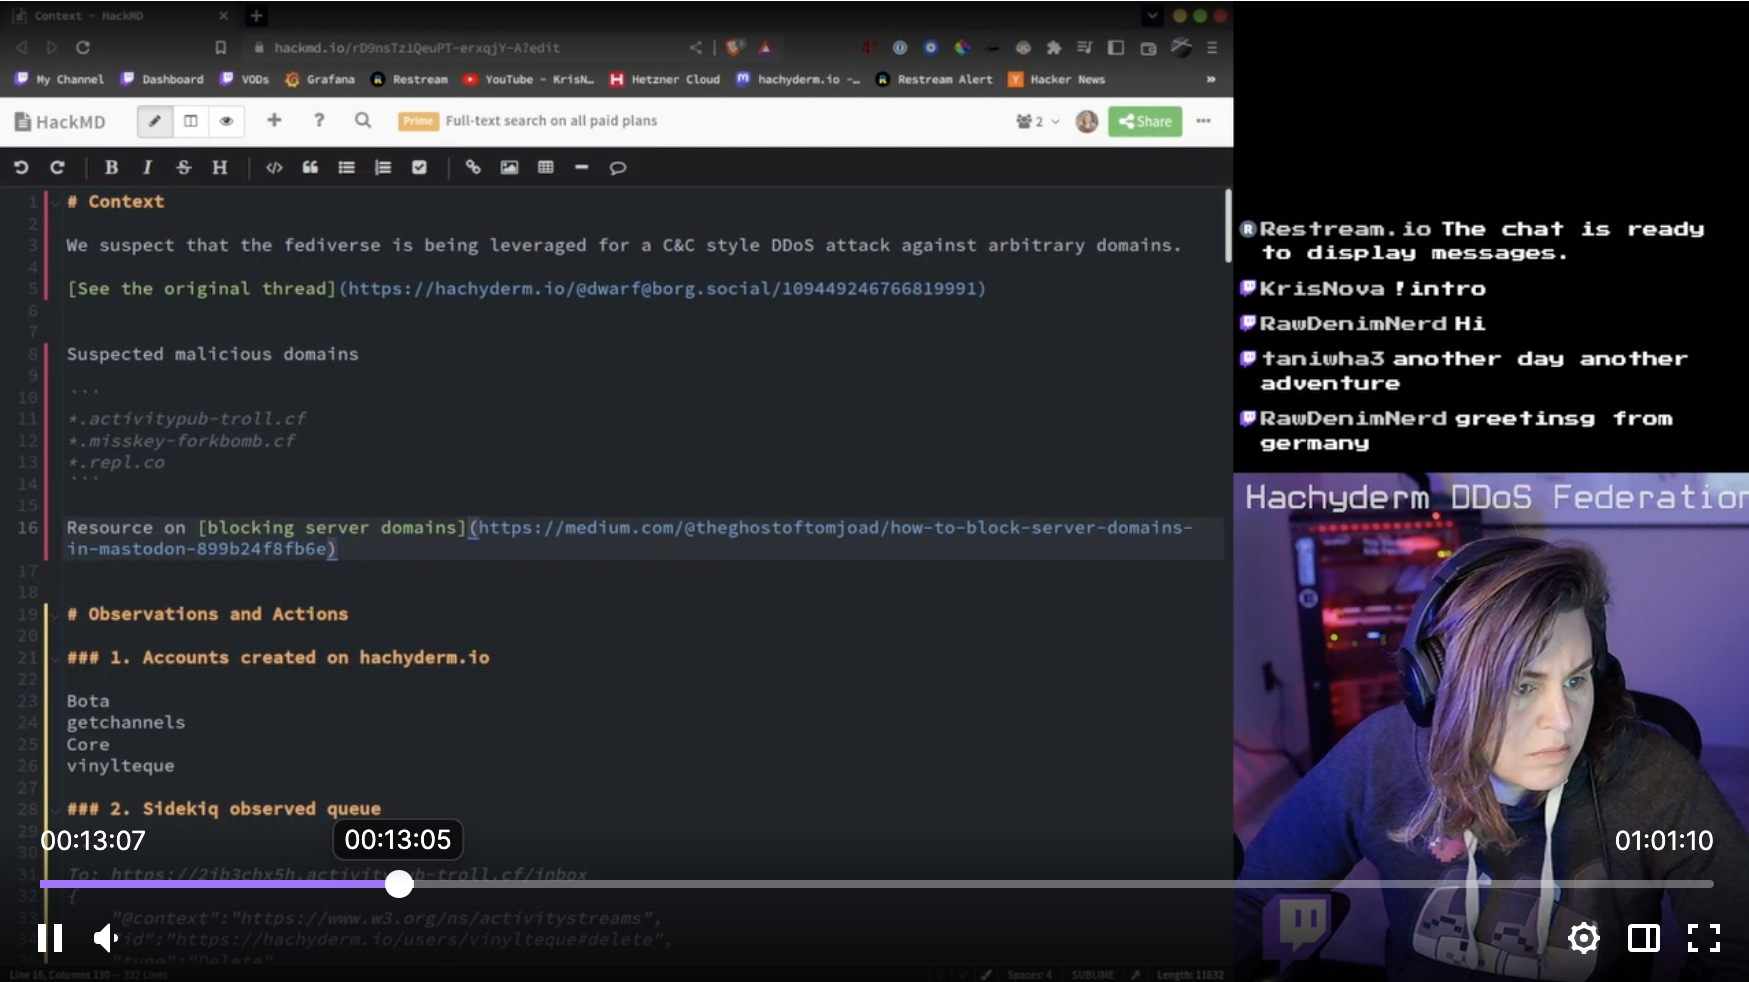 Context - HackMD
hackmd.io/rD9nsTz1QeuPT-erxqjY-A?edit
My Channel Dashboard VODs Grafana Restream YouTube - KrisN… Hetzner Cloud hachyderm.io -… Restream Alert Hacker News »
HackMD + ? Prime Full-text search on all paid plans 2 Share
B I S H
1 # Context
2
3 We suspect that the fediverse is being leveraged for a C&C style DDoS attack against arbitrary domains.
4
5 [See the original thread](https://hachyderm.io/@dwarf@borg.social/109449246766819991)
6
7
8 Suspected malicious domains
9
10 ```
11 *.activitypub-troll.cf
12 *.misskey-forkbomb.cf
13 *.repl.co
14 ```
15
16 Resource on [blocking server domains](https://medium.com/@theghostoftomjoad/how-to-block-server-domains-
in-mastodon-899b24f8fb6e)
17
18
19 # Observations and Actions
20
21 ### 1. Accounts created on hachyderm.io
22
23 Bota
24 getchannels
25 Core
26 vinylteque
27
28 ### 2. Sidekiq observed queue
29
30
31 To: https://2jb3chx5h.activitypub-troll.cf/inbox
32 {
33 "@context":"https://www.w3.org/ns/activitystreams",
"id":"https://hachyderm.io/users/vinylteque#delete",
"type":"Delete"
Line 16, Columns 130 — 332 Lines
Spaces: 4 SUBLIME Length: 11632
Restream.io The chat is ready
to display messages.
KrisNova !intro
RawDenimNerd Hi
taniwha3 another day another
adventure
RawDenimNerd greetinsg from
germany
Hachyderm DDoS Federation
00:13:07
00:13:05
01:01:10